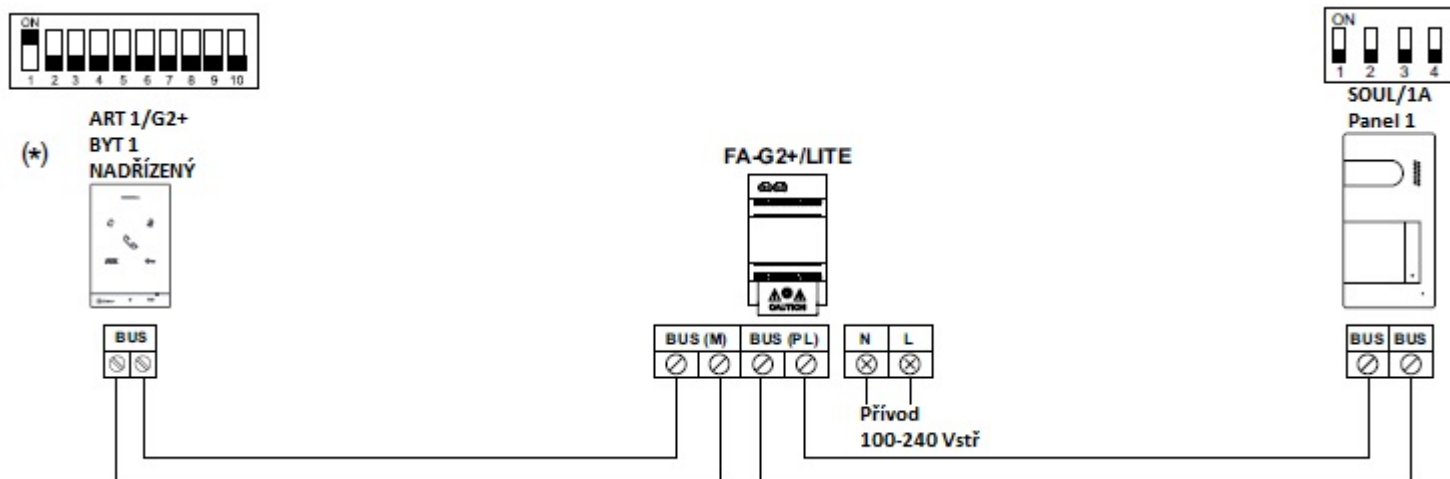 ON
1 2 3 4 5 6 7 8 9 10
ART 1/G2+
BYT 1
NADŘÍZENÝ
(*)
BUS
FA-G2+/LITE
CAUTION
BUS (M) BUS (PL) N L
Přívod
100-240 Vstř
ON
1 2 3 4
SOUL/1A
Panel 1
BUS BUS